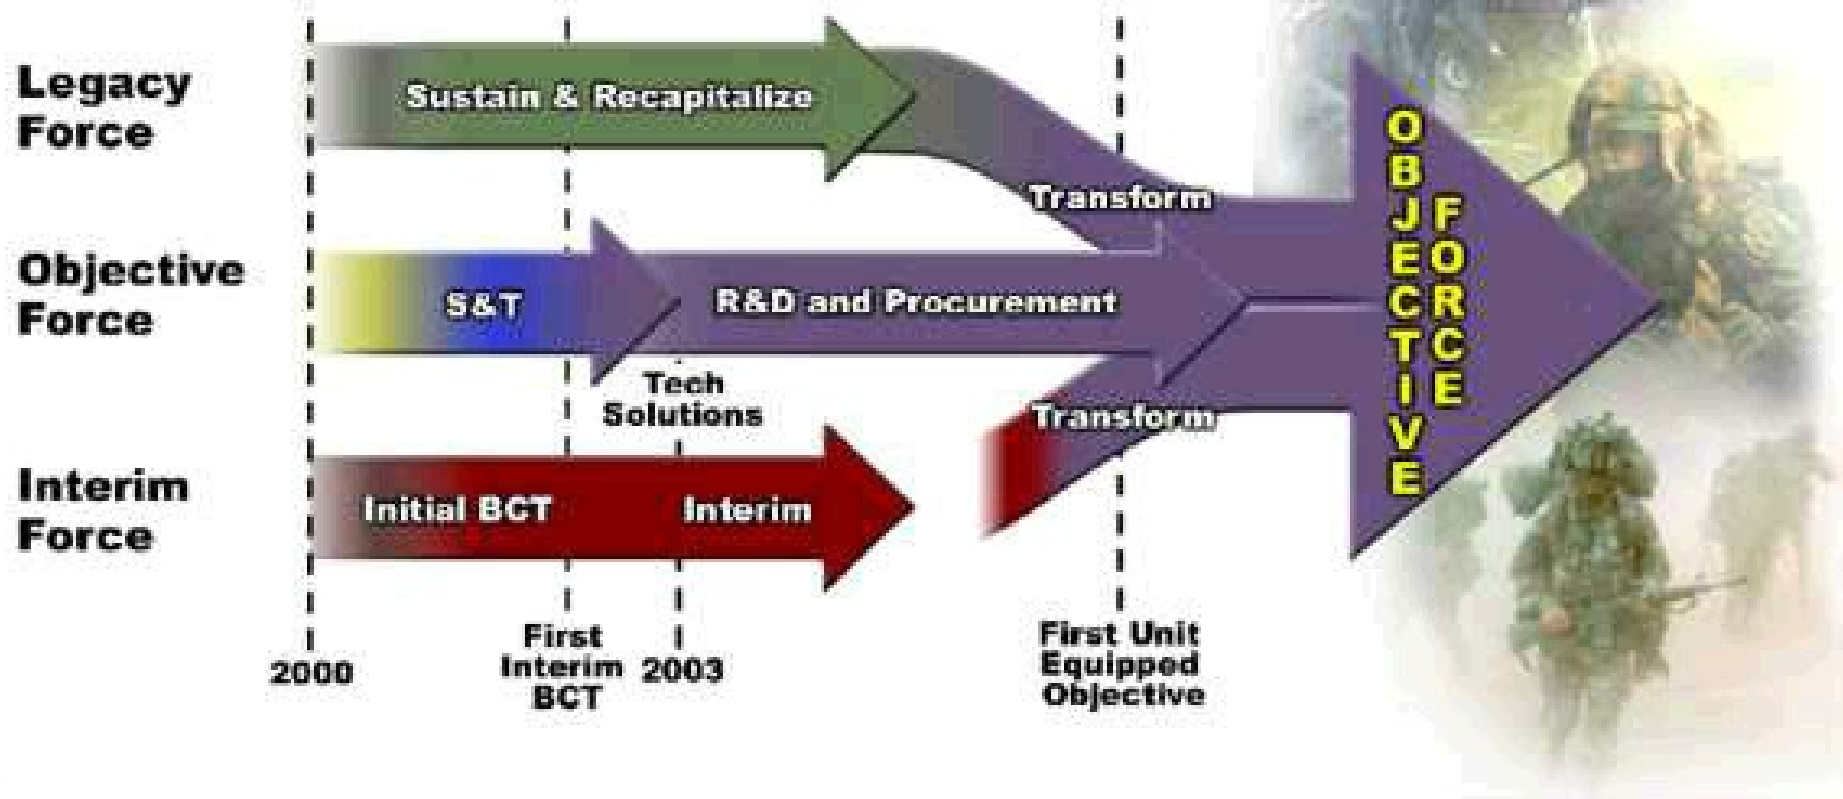 Legacy
Force
Sustain & Recapitalize
Transform
Objective
Force
S&T
R&D and Procurement
Tech
Solutions
Transform
Interim
Force
Initial BCT
Interim
OBJECTIVE
FORCE
2000
First
Interim
BCT
2003
First Unit
Equipped
Objective